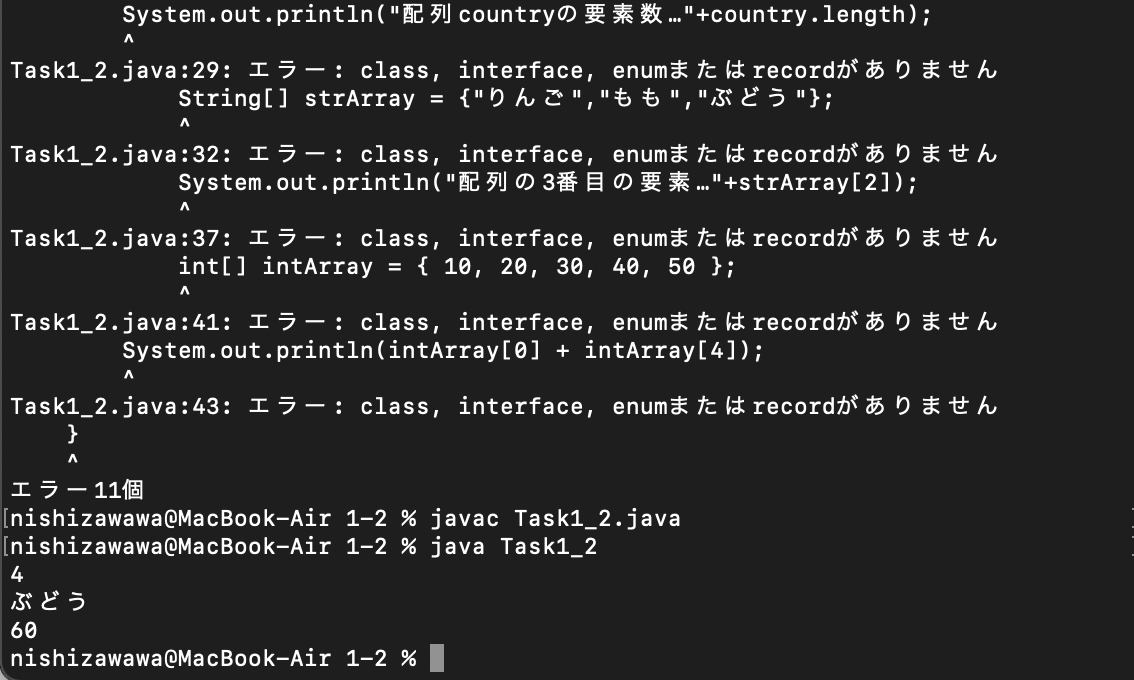 System.out.println("配列countryの要素数…"+country.length);
^
Task1_2.java:29: エラー: class, interface, enumまたはrecordがありません
String[] strArray = {"りんご","もも","ぶどう"};
^
Task1_2.java:32: エラー: class, interface, enumまたはrecordがありません
System.out.println("配列の3番目の要素…"+strArray[2]);
^
Task1_2.java:37: エラー: class, interface, enumまたはrecordがありません
int[] intArray = { 10, 20, 30, 40, 50 };
^
Task1_2.java:41: エラー: class, interface, enumまたはrecordがありません
System.out.println(intArray[0] + intArray[4]);
^
Task1_2.java:43: エラー: class, interface, enumまたはrecordがありません
}
^
エラー11個
[nishizawawa@MacBook-Air 1-2 % javac Task1_2.java
[nishizawawa@MacBook-Air 1-2 % java Task1_2
4
ぶどう
60
nishizawawa@MacBook-Air 1-2 %